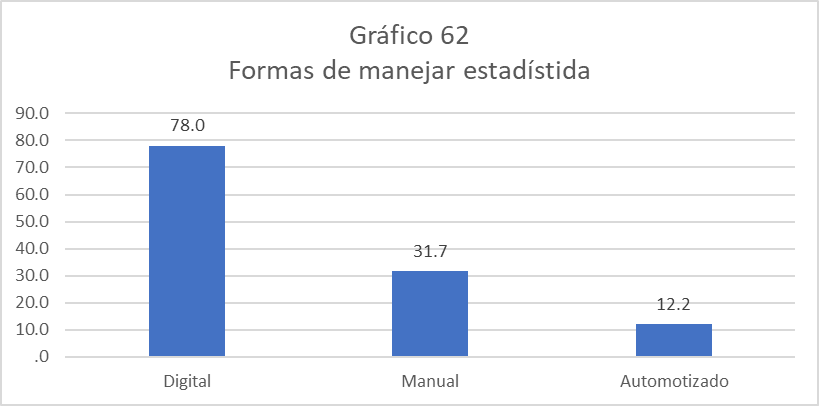 Gráfico 62
Formas de manejar estadístida
90.0
80.0
70.0
60.0
50.0
40.0
30.0
20.0
10.0
.0
78.0
31.7
12.2
Digital
Manual
Automotizado